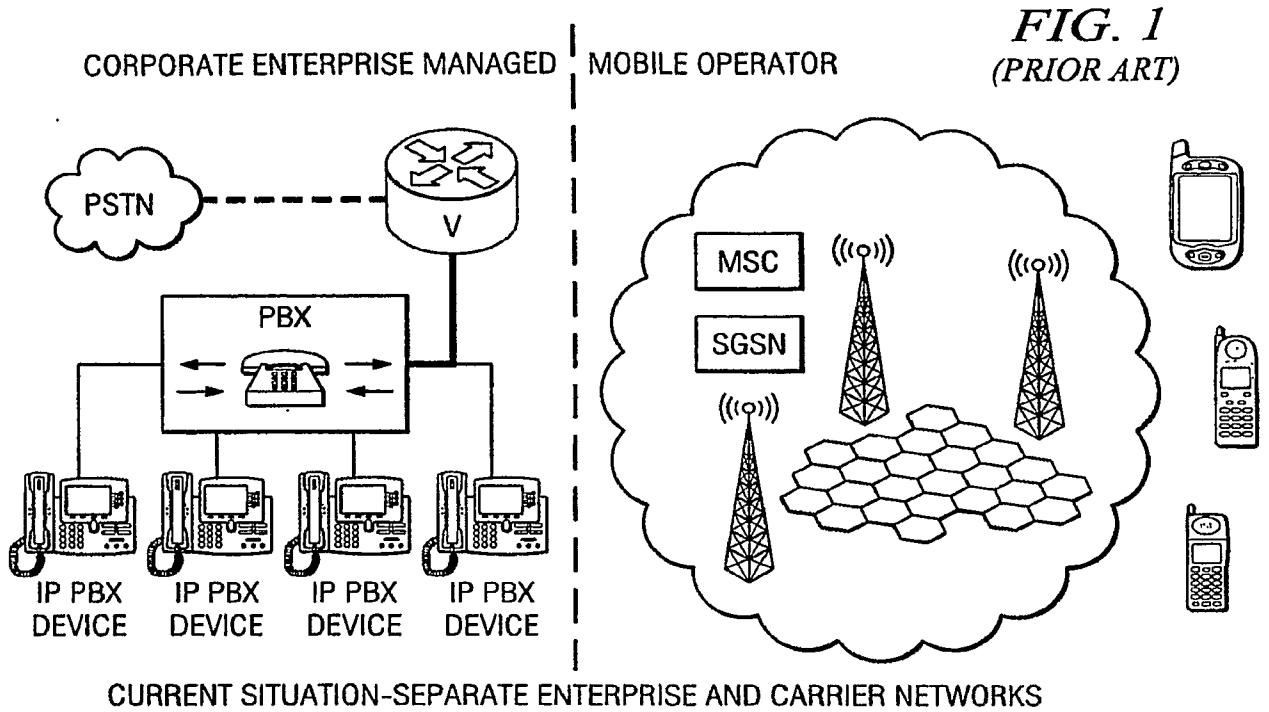 FIG. 1
(PRIOR ART)
CORPORATE ENTERPRISE MANAGED
MOBILE OPERATOR
PSTN
V
MSC
SGSN
PBX
IP PBX
DEVICE
IP PBX
DEVICE
IP PBX
DEVICE
IP PBX
DEVICE
CURRENT SITUATION-SEPARATE ENTERPRISE AND CARRIER NETWORKS